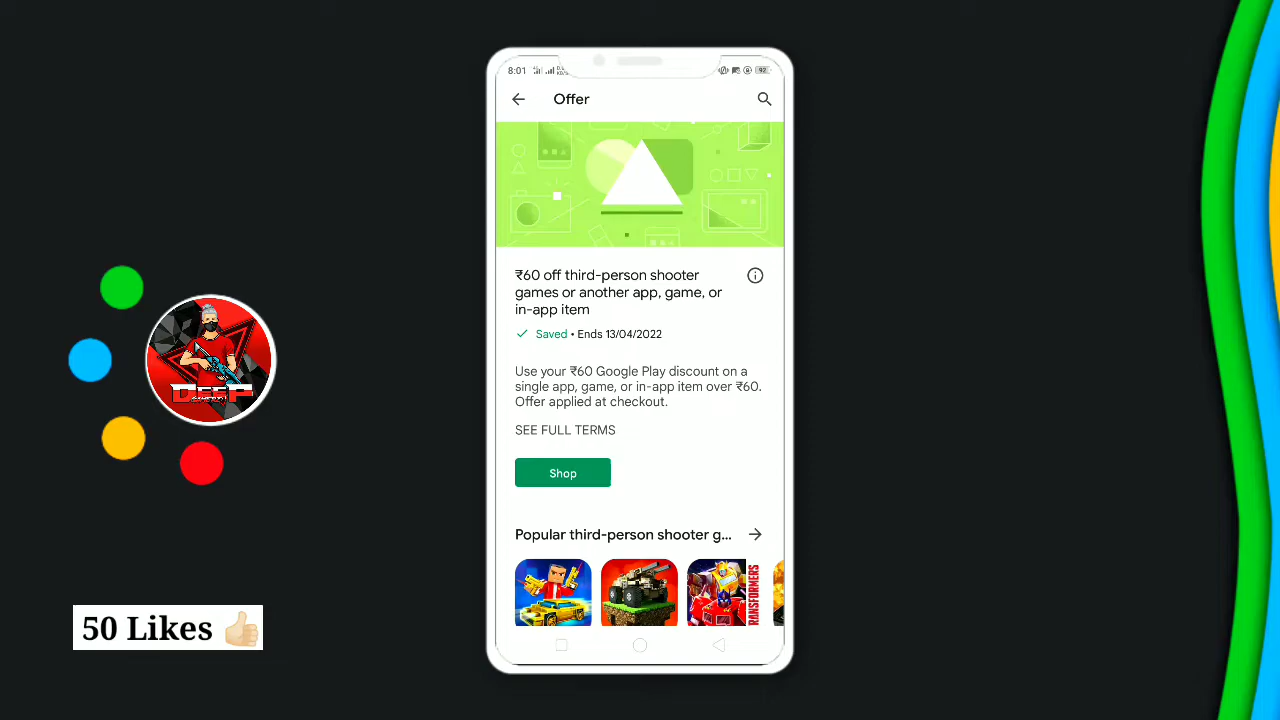 8:01
92
Offer
₹60 off third-person shooter
games or another app, game, or
in-app item
Saved • Ends 13/04/2022
Use your ₹60 Google Play discount on a
single app, game, or in-app item over ₹60.
Offer applied at checkout.
SEE FULL TERMS
Shop
Popular third-person shooter g...
TRANSFORMERS
DEEP
50 Likes 👍🏻